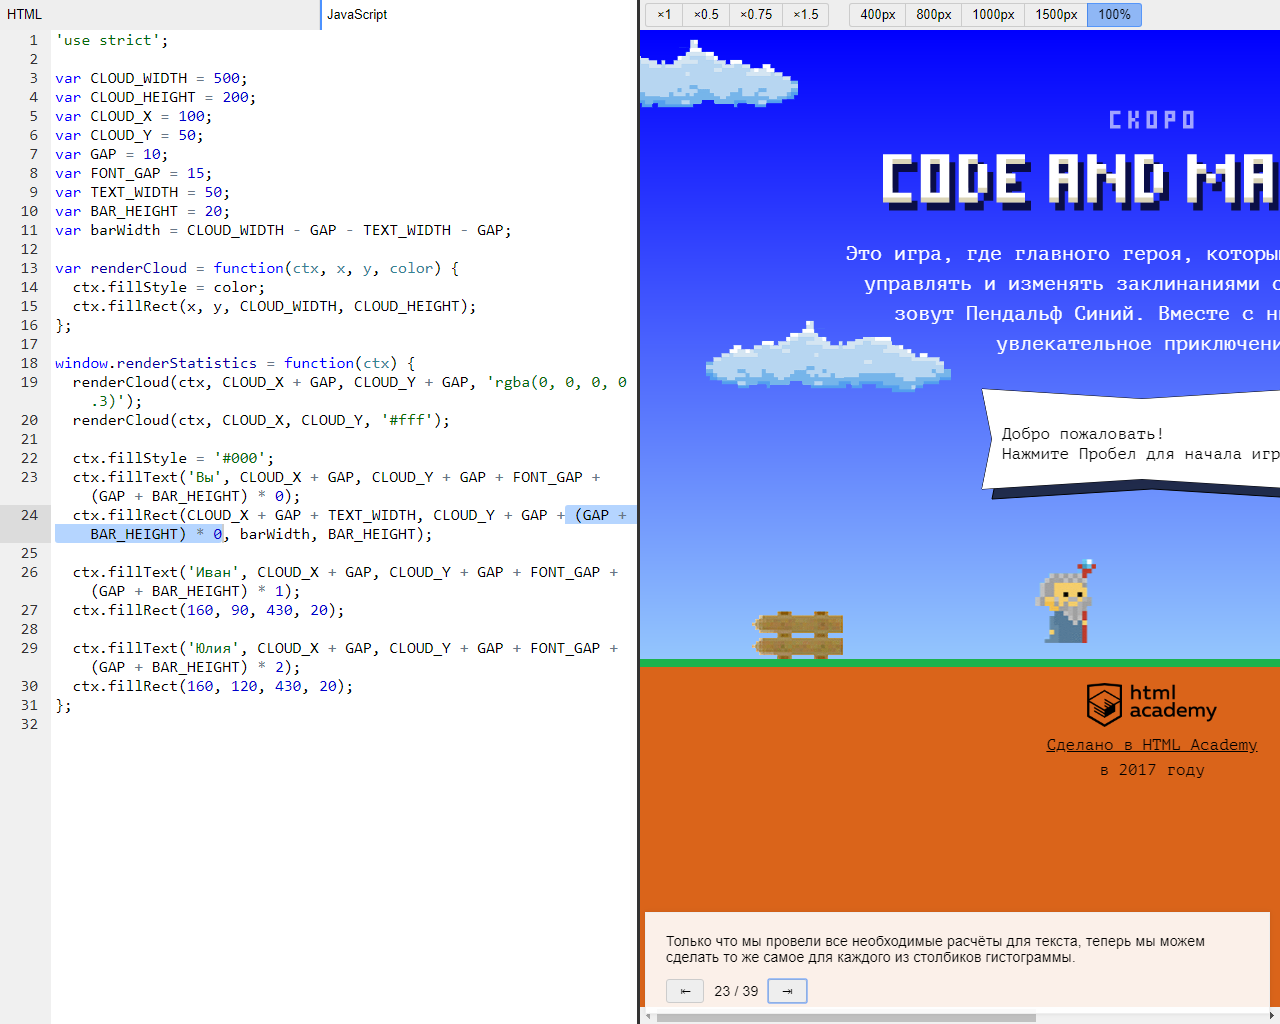 HTML
JavaScript
×1 ×0.5 ×0.75 ×1.5 400px 800px 1000px 1500px 100%
1 'use strict';
2
3 var CLOUD_WIDTH = 500;
4 var CLOUD_HEIGHT = 200;
5 var CLOUD_X = 100;
6 var CLOUD_Y = 50;
7 var GAP = 10;
8 var FONT_GAP = 15;
9 var TEXT_WIDTH = 50;
10 var BAR_HEIGHT = 20;
11 var barWidth = CLOUD_WIDTH - GAP - TEXT_WIDTH - GAP;
12
13 var renderCloud = function(ctx, x, y, color) {
14 ctx.fillStyle = color;
15 ctx.fillRect(x, y, CLOUD_WIDTH, CLOUD_HEIGHT);
16 };
17
18 window.renderStatistics = function(ctx) {
19 renderCloud(ctx, CLOUD_X + GAP, CLOUD_Y + GAP, 'rgba(0, 0, 0, 0
.3)');
20 renderCloud(ctx, CLOUD_X, CLOUD_Y, '#fff');
21
22 ctx.fillStyle = '#000';
23 ctx.fillText('Вы', CLOUD_X + GAP, CLOUD_Y + GAP + FONT_GAP +
(GAP + BAR_HEIGHT) * 0);
24 ctx.fillRect(CLOUD_X + GAP + TEXT_WIDTH, CLOUD_Y + GAP + (GAP +
BAR_HEIGHT) * 0, barWidth, BAR_HEIGHT);
25
26 ctx.fillText('Иван', CLOUD_X + GAP, CLOUD_Y + GAP + FONT_GAP +
(GAP + BAR_HEIGHT) * 1);
27 ctx.fillRect(160, 90, 430, 20);
28
29 ctx.fillText('Юлия', CLOUD_X + GAP, CLOUD_Y + GAP + FONT_GAP +
(GAP + BAR_HEIGHT) * 2);
30 ctx.fillRect(160, 120, 430, 20);
31 };
32
СКОРО
CODE AND MA
Это игра, где главного героя, которы
управлять и изменять заклинаниями с
зовут Пендальф Синий. Вместе с н
увлекательное приключени
Добро пожаловать!
Нажмите Пробел для начала игр
html
academy
Сделано в HTML Academy
в 2017 году
Только что мы провели все необходимые расчёты для текста, теперь мы можем
сделать то же самое для каждого из столбиков гистограммы.
⇤ 23 / 39 ⇥